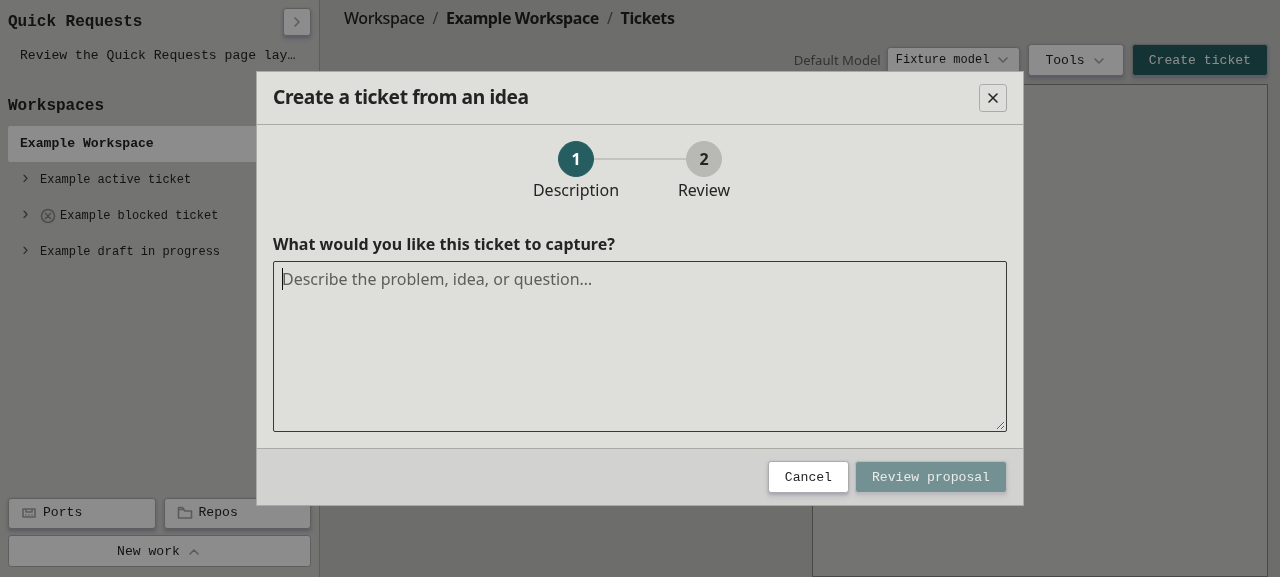 Quick Requests
Review the Quick Requests page lay…
Workspaces
Example Workspace
Example active ticket
Example blocked ticket
Example draft in progress
Ports
Repos
New work
Workspace / Example Workspace / Tickets
Default Model
Fixture model
Tools
Create ticket
Create a ticket from an idea
1
2
Description
Review
What would you like this ticket to capture?
Describe the problem, idea, or question...
Cancel
Review proposal